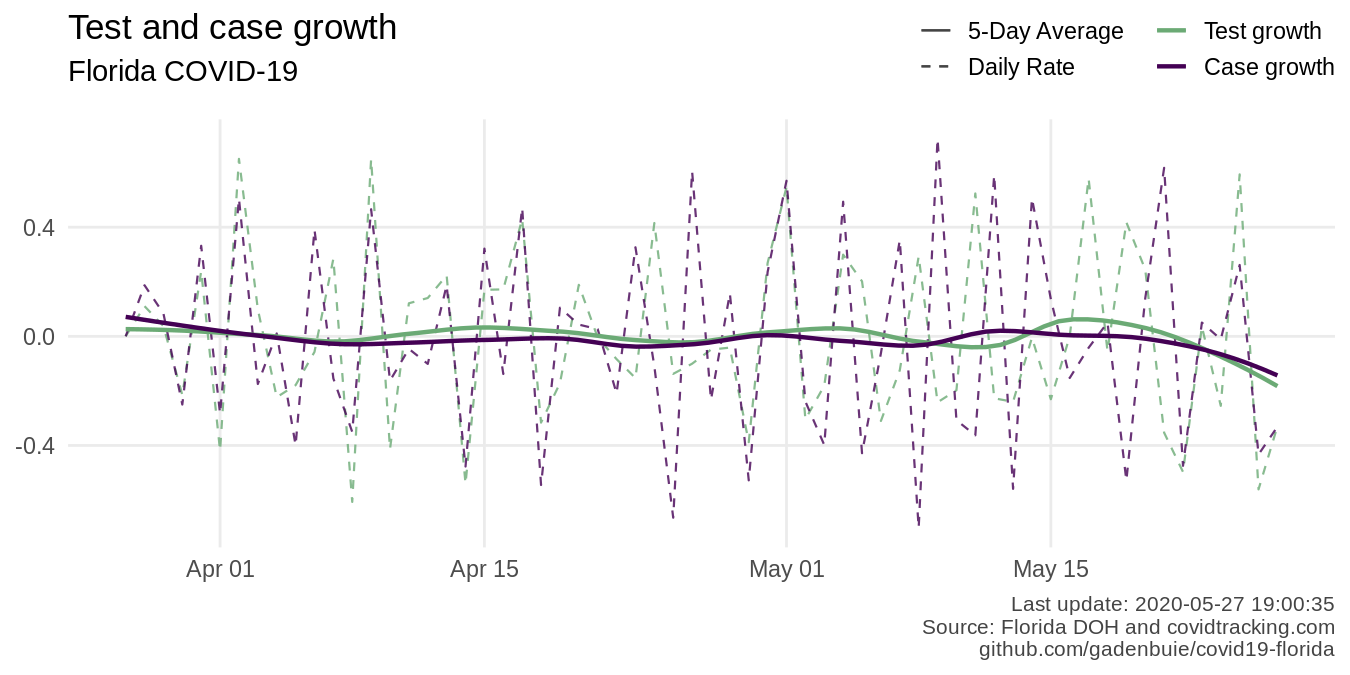 Test and case growth
Florida COVID-19
5-Day Average
Test growth
Daily Rate
Case growth
0.4
0.0
-0.4
Apr 01
Apr 15
May 01
May 15
Last update: 2020-05-27 19:00:35
Source: Florida DOH and covidtracking.com
github.com/gadenbuie/covid19-florida